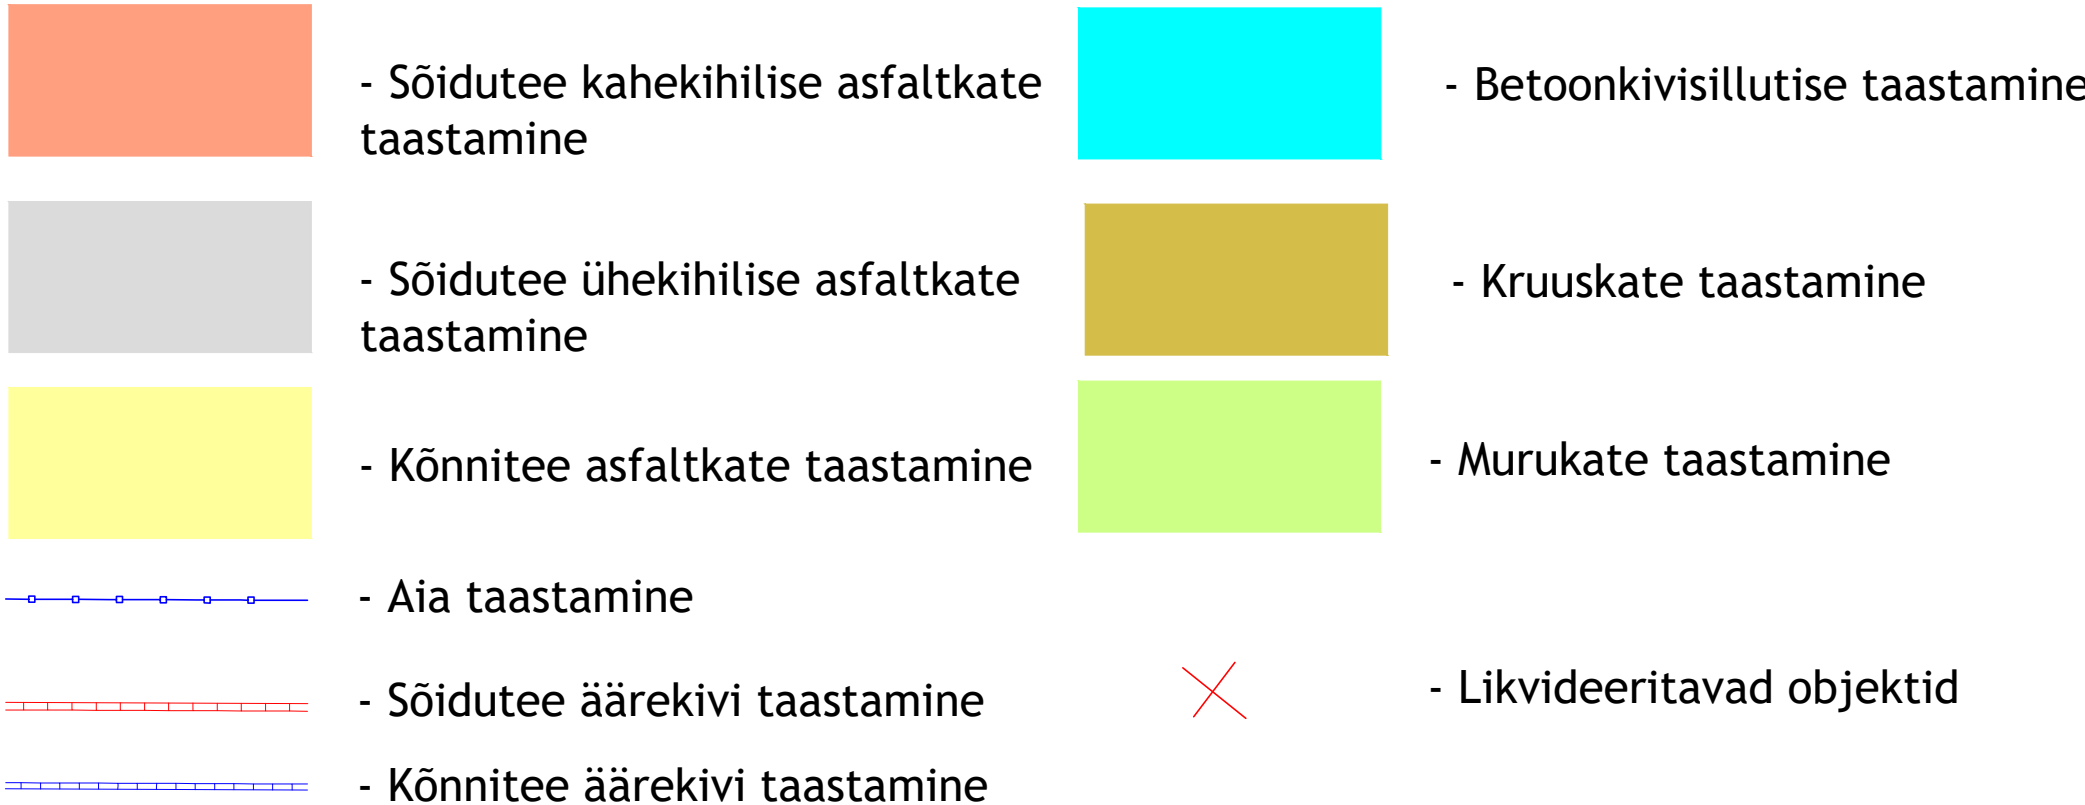 - Sõidutee kahekihilise asfaltkate
taastamine
- Sõidutee ühekihilise asfaltkate
taastamine
- Kõnnitee asfaltkate taastamine
- Aia taastamine
- Sõidutee äärekivi taastamine
- Kõnnitee äärekivi taastamine
- Betoonkivisillutise taastamine
- Kruuskate taastamine
- Murukate taastamine
- Likvideeritavad objektid